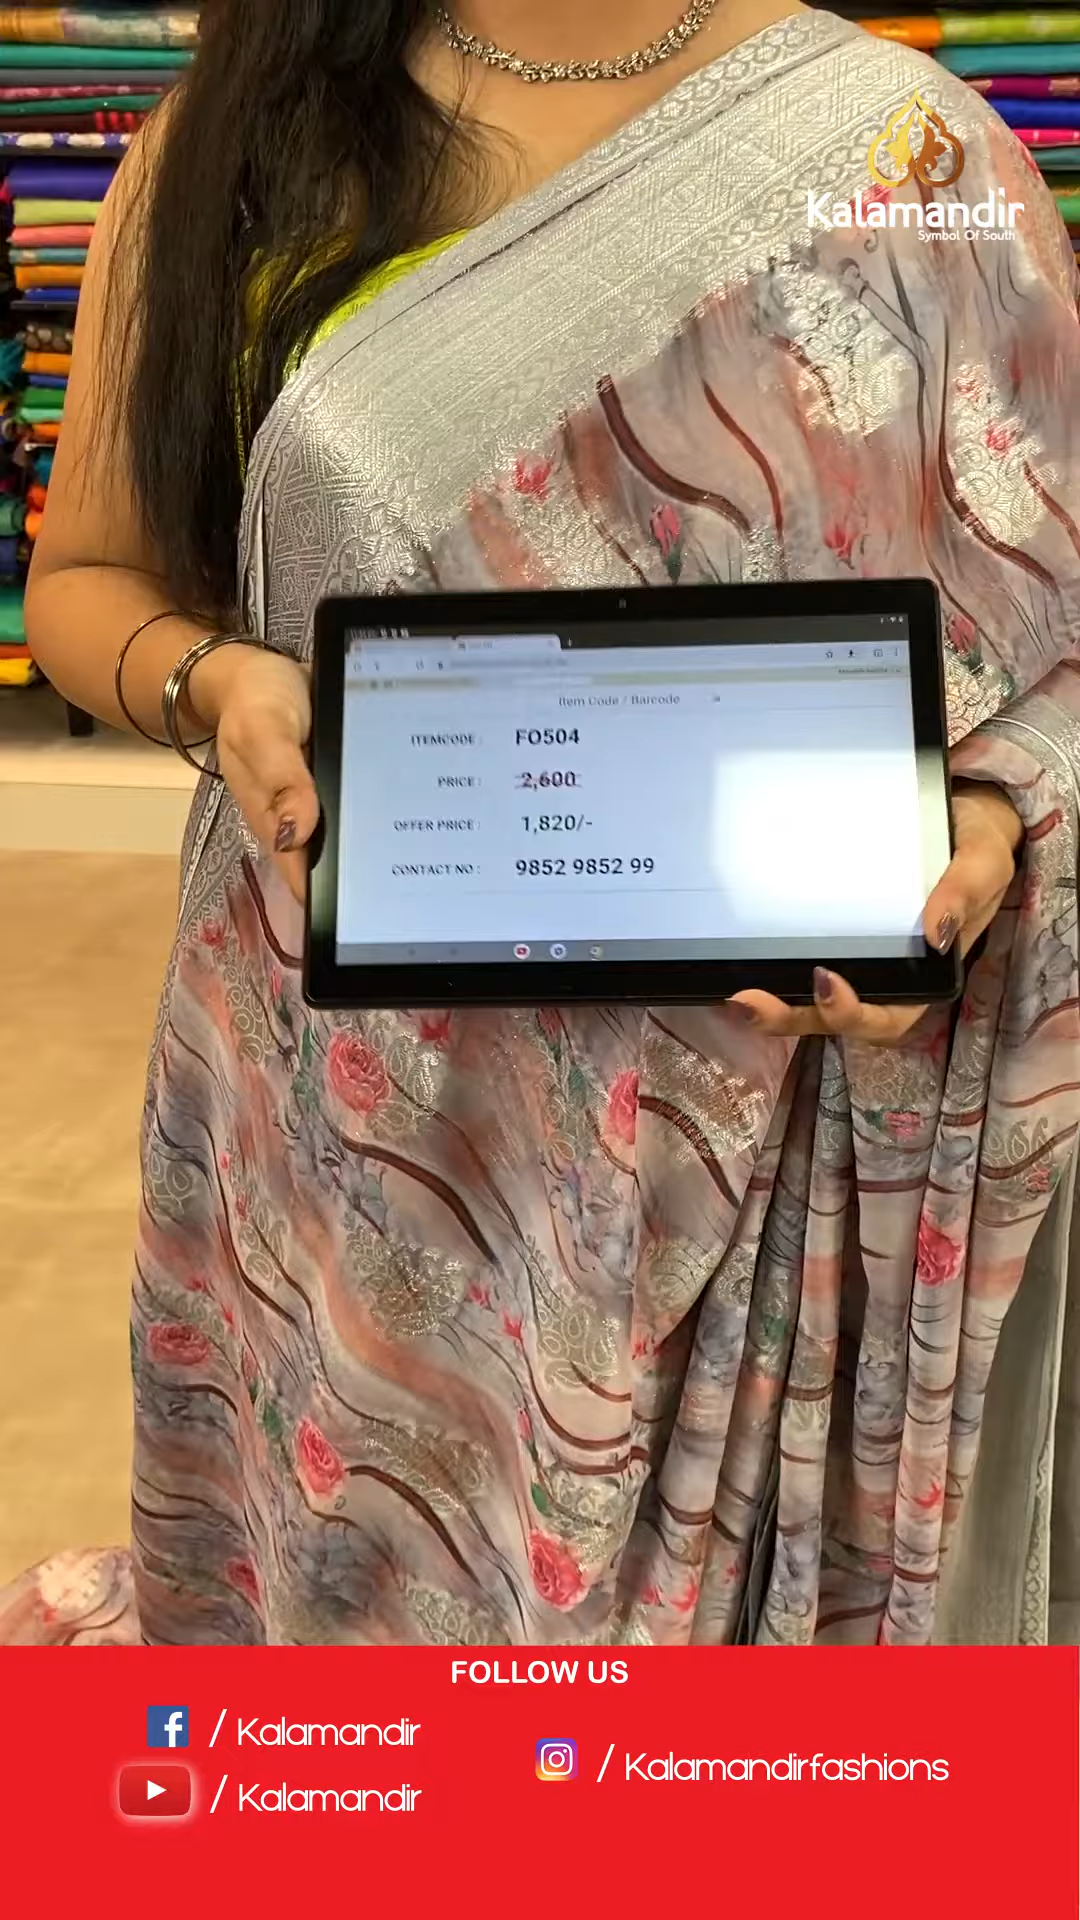 Kalamandir
Symbol Of South
Item Code / Barcode
ITEMCODE : FO504
PRICE : 2,600
OFFER PRICE : 1,820/-
CONTACT NO : 9852 9852 99
FOLLOW US
/ Kalamandir
/ Kalamandir
/ Kalamandirfashions